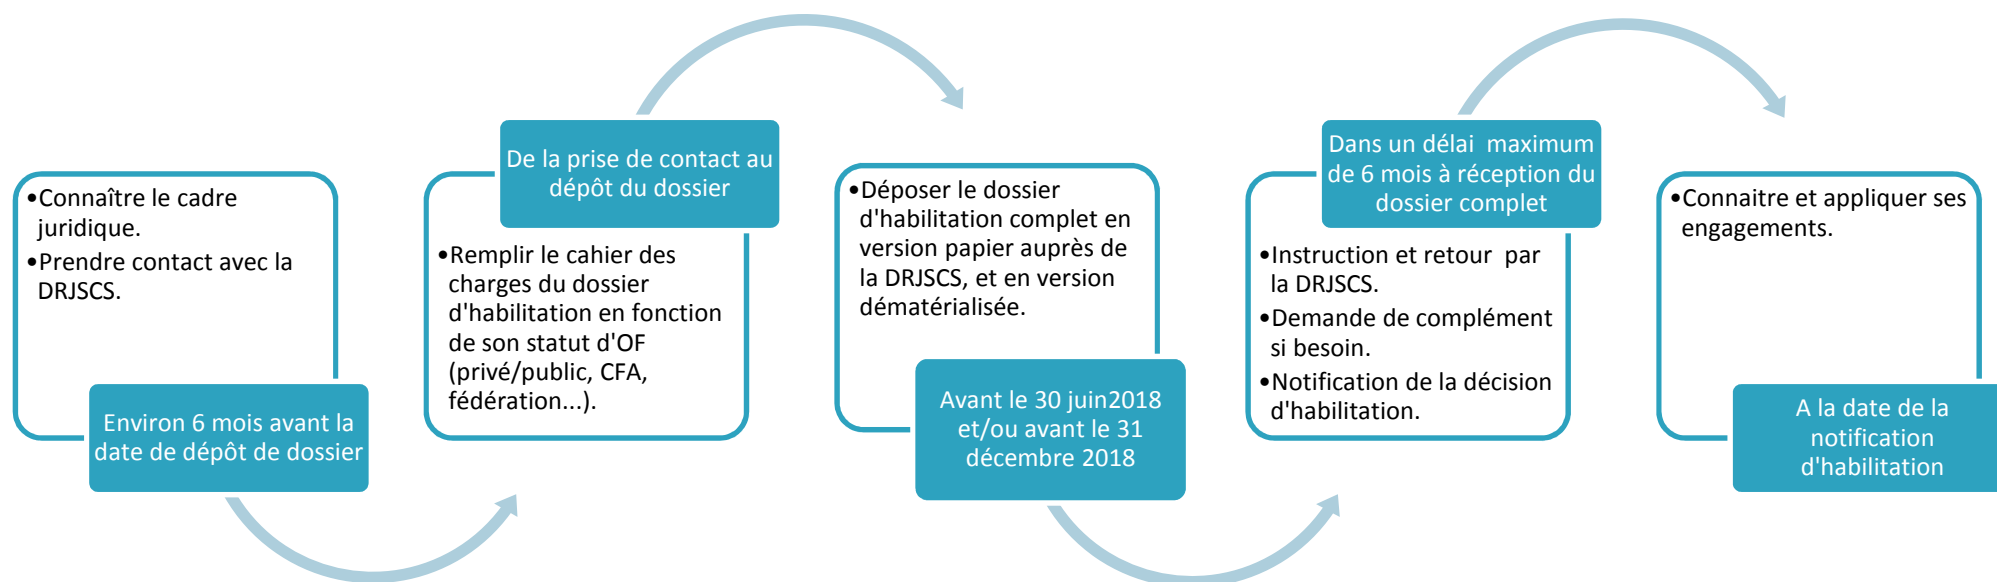 •Connaître le cadre
juridique.
•Prendre contact avec la
DRJSCS.
Environ 6 mois avant la
date de dépôt de dossier
De la prise de contact au
dépôt du dossier
•Remplir le cahier des
charges du dossier
d'habilitation en fonction
de son statut d'OF
(privé/public, CFA,
fédération...).
•Déposer le dossier
d'habilitation complet en
version papier auprès de
la DRJSCS, et en version
dématérialisée.
Avant le 30 juin2018
et/ou avant le 31
décembre 2018
Dans un délai  maximum
de 6 mois à réception du
dossier complet
•Instruction et retour  par
la DRJSCS.
•Demande de complément
si besoin.
•Notification de la décision
d'habilitation.
•Connaitre et appliquer ses
engagements.
A la date de la
notification
d'habilitation